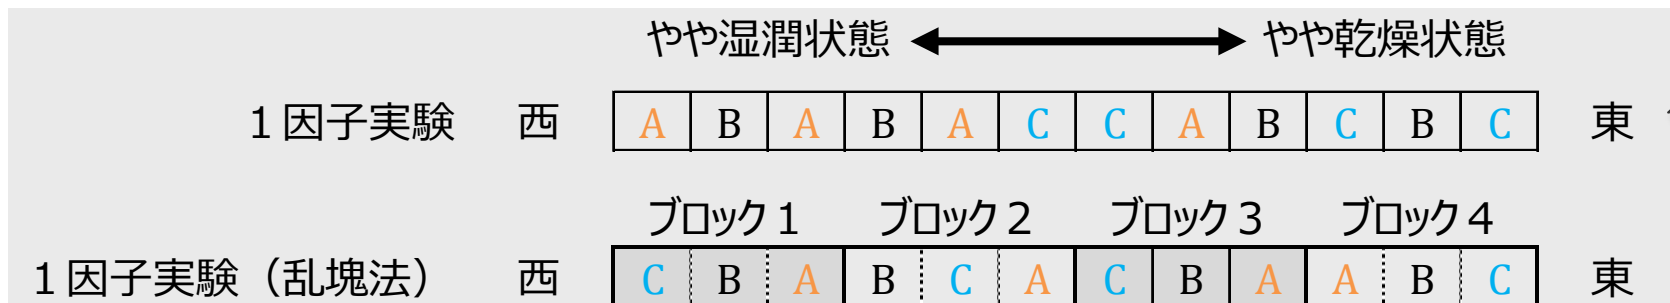 やや湿潤状態 やや乾燥状態
1因子実験 西 A B A B A C C A B C B C 東
ブロック1 ブロック2 ブロック3 ブロック4
1因子実験（乱塊法） 西 C B A B C A C B A A B C 東